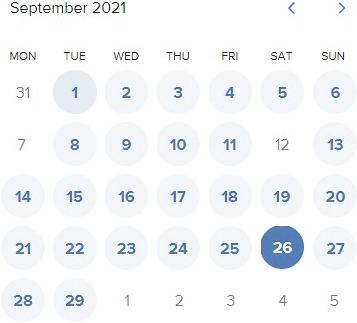 September 2021
MON TUE WED THU FRI SAT SUN
31 1 2 3 4 5 6
7 8 9 10 11 12 13
14 15 16 17 18 19 20
21 22 23 24 25 26 27
28 29 1 2 3 4 5